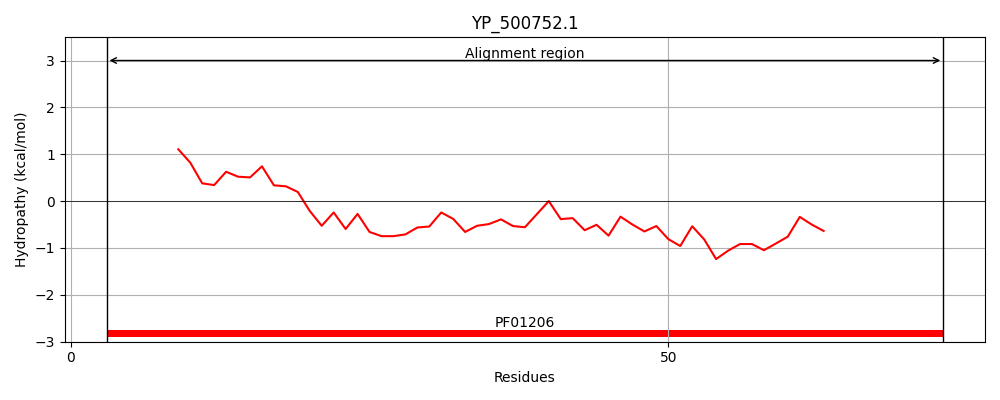 YP_500752.1
Alignment region
3
2
1
0
−1
−2
−3
Hydropathy (kcal/mol)
PF01206
0
50
Residues